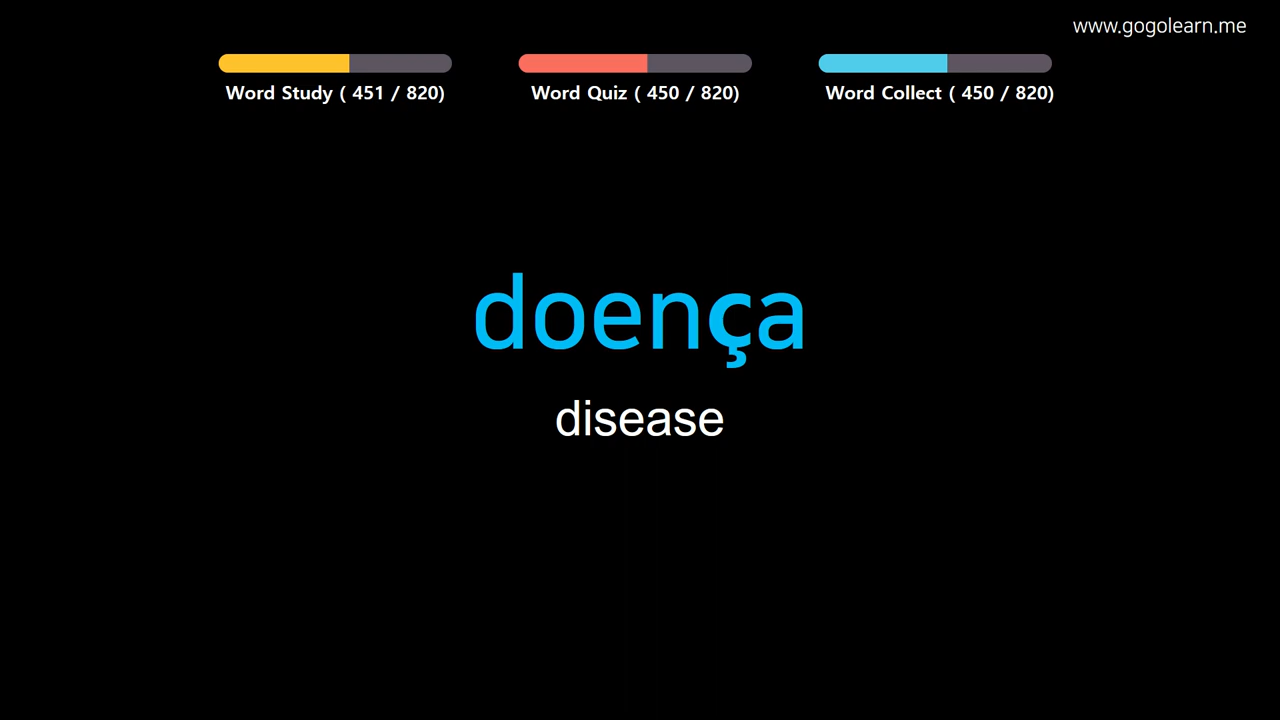 www.gogolearn.me
Word Study ( 451 / 820)
Word Quiz ( 450 / 820)
Word Collect ( 450 / 820)
doença
disease